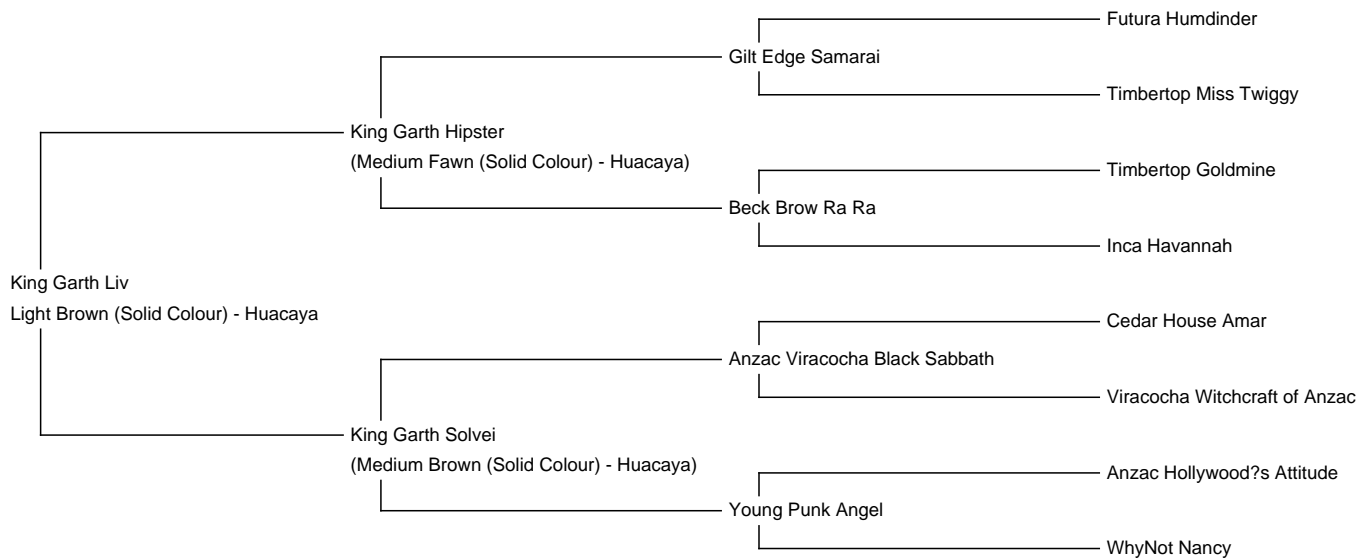 Futura Humdinder
Gilt Edge Samarai
Timbertop Miss Twiggy
King Garth Hipster
(Medium Fawn (Solid Colour) - Huacaya)
Timbertop Goldmine
Beck Brow Ra Ra
Inca Havannah
King Garth Liv
Light Brown (Solid Colour) - Huacaya
Cedar House Amar
Anzac Viracocha Black Sabbath
Viracocha Witchcraft of Anzac
King Garth Solvei
(Medium Brown (Solid Colour) - Huacaya)
Anzac Hollywood?s Attitude
Young Punk Angel
WhyNot Nancy